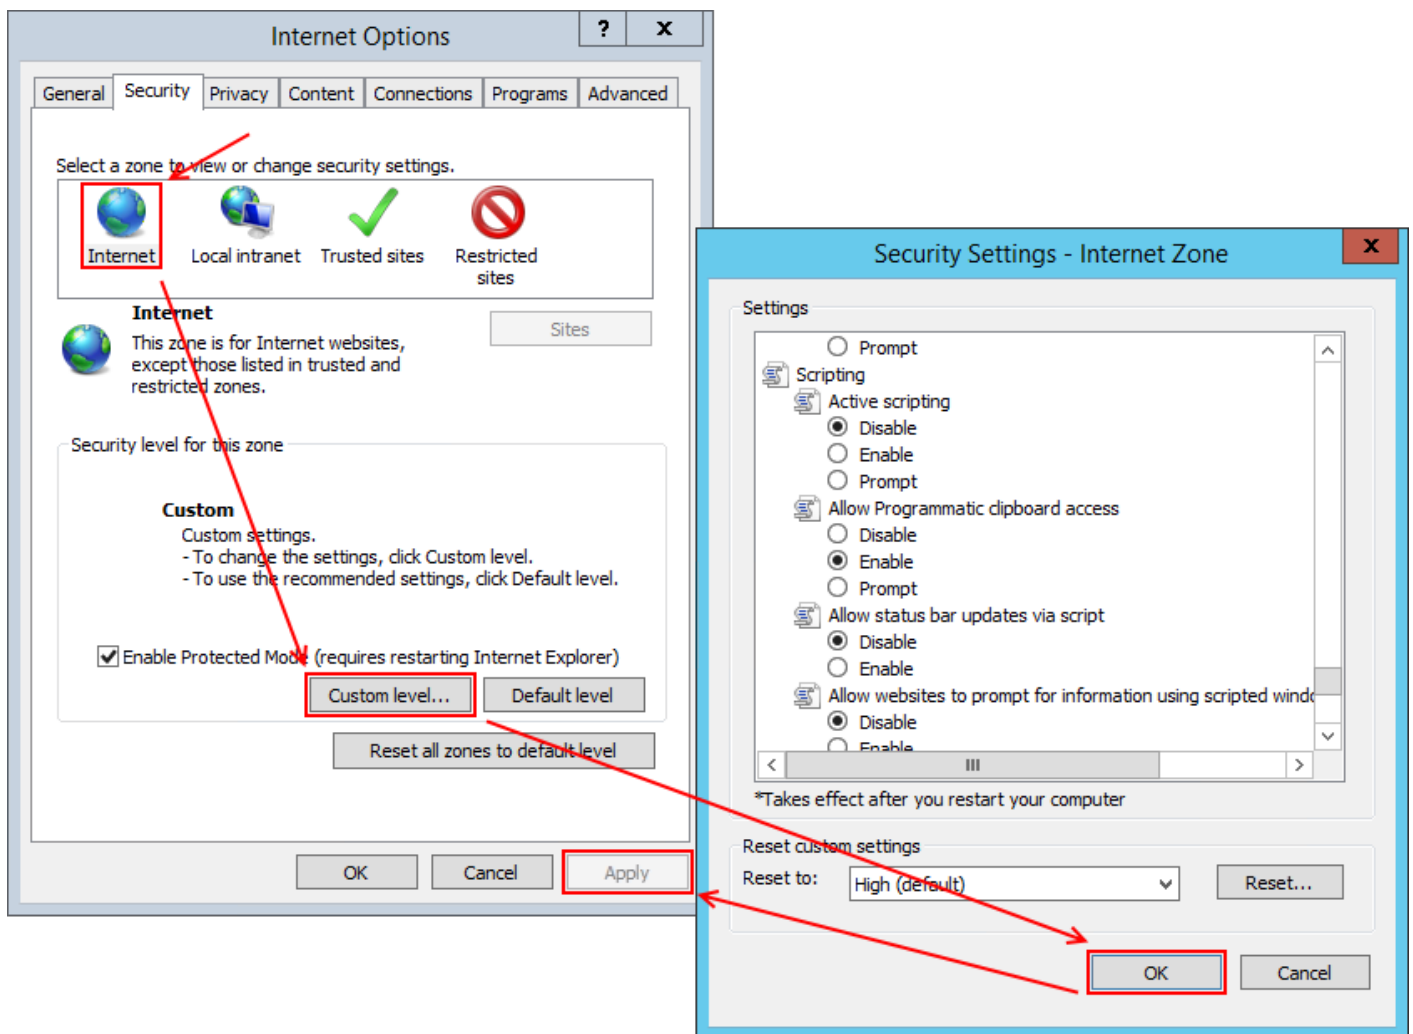 Internet Options
?
x
General Security Privacy Content Connections Programs Advanced
Select a zone to view or change security settings.
Internet
Local intranet
Trusted sites
Restricted
sites
Internet
This zone is for Internet websites,
except those listed in trusted and
restricted zones.
Sites
Security level for this zone
Custom
Custom settings.
- To change the settings, click Custom level.
- To use the recommended settings, click Default level.
Enable Protected Mode (requires restarting Internet Explorer)
Custom level...
Default level
Reset all zones to default level
OK
Cancel
Apply
Security Settings - Internet Zone
x
Settings
Prompt
Scripting
Active scripting
Disable
Enable
Prompt
Allow Programmatic clipboard access
Disable
Enable
Prompt
Allow status bar updates via script
Disable
Enable
Allow websites to prompt for information using scripted windo
Disable
Enable
*Takes effect after you restart your computer
Reset custom settings
Reset to:
High (default)
Reset...
OK
Cancel